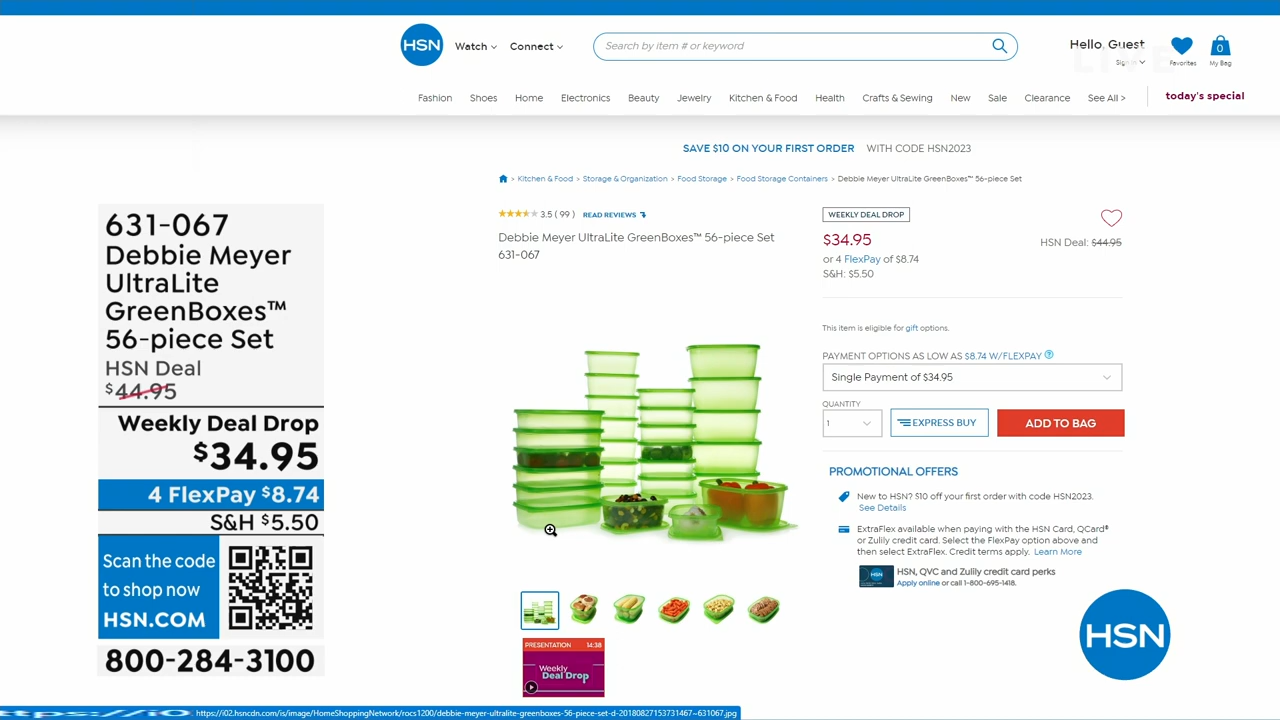 HSN
Watch
Connect
Search by item # or keyword
Hello, Guest
Favorites
0
My Bag
LIVE
Fashion
Shoes
Home
Electronics
Beauty
Jewelry
Kitchen & Food
Health
Crafts & Sewing
New
Sale
Clearance
See All >
today's special
SAVE $10 ON YOUR FIRST ORDER WITH CODE HSN2023
> Kitchen & Food > Storage & Organization > Food Storage > Food Storage Containers > Debbie Meyer UltraLite GreenBoxes™ 56-piece Set
631-067
Debbie Meyer
UltraLite
GreenBoxes™
56-piece Set
HSN Deal
$44.95
Weekly Deal Drop
$34.95
4 FlexPay $8.74
S&H $5.50
Scan the code
to shop now
HSN.COM
800-284-3100
3.5 ( 99 ) READ REVIEWS
Debbie Meyer UltraLite GreenBoxes™ 56-piece Set
631-067
PRESENTATION 14:38
Weekly
Deal Drop
WEEKLY DEAL DROP
$34.95
HSN Deal: $44.95
or 4 FlexPay of $8.74
S&H: $5.50
This item is eligible for gift options.
PAYMENT OPTIONS AS LOW AS $8.74 W/FLEXPAY
Single Payment of $34.95
QUANTITY
1
EXPRESS BUY
ADD TO BAG
PROMOTIONAL OFFERS
New to HSN? $10 off your first order with code HSN2023.
See Details
ExtraFlex available when paying with the HSN Card, QCard®
or Zulily credit card. Select the FlexPay option above and
then select ExtraFlex. Credit terms apply. Learn More
HSN
HSN, QVC and Zulily credit card perks
Apply online or call 1-800-695-1418.
HSN
https://i02.hsncdn.com/is/image/HomeShoppingNetwork/rocs1200/debbie-meyer-ultralite-greenboxes-56-piece-set-d-20180827153731467~631067.jpg